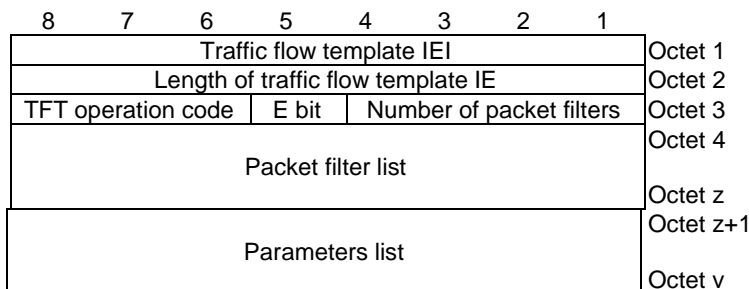 8 7 6 5 4 3 2 1
Traffic flow template IEI Octet 1
Length of traffic flow template IE Octet 2
TFT operation code E bit Number of packet filters Octet 3
Octet 4
Packet filter list
Octet z
Octet z+1
Parameters list
Octet v